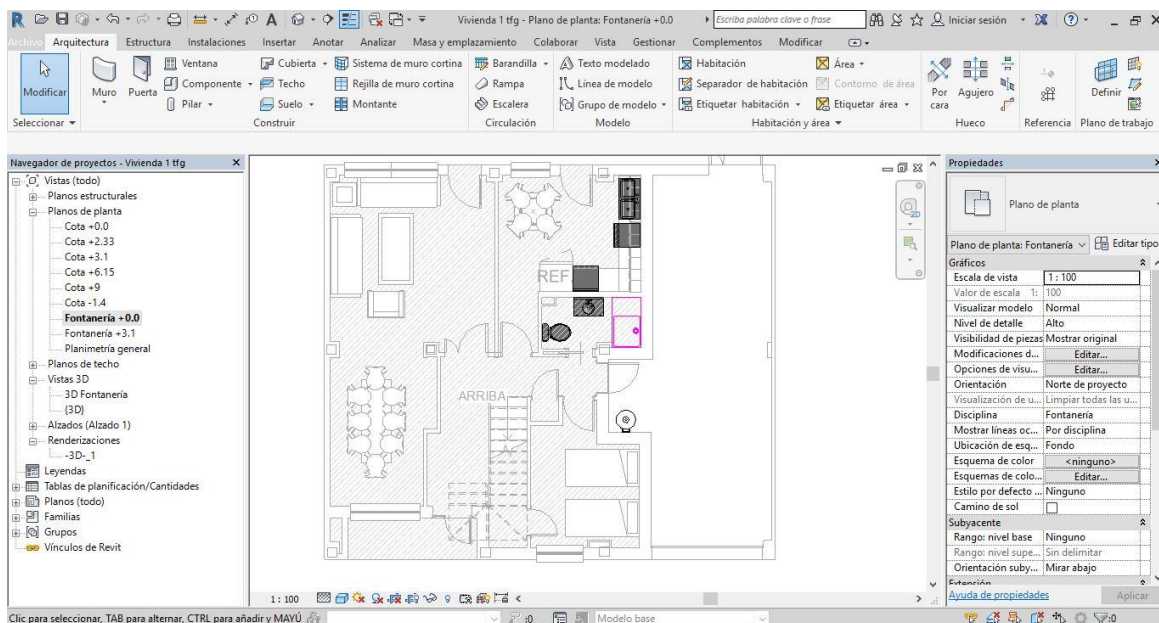 Vivienda 1 tfg - Plano de planta: Fontanería +0.0
Escriba palabra clave o frase
Iniciar sesión
Archivo Arquitectura Estructura Instalaciones Insertar Anotar Analizar Masa y emplazamiento Colaborar Vista Gestionar Complementos Modificar
Modificar
Muro
Puerta
Ventana
Componente
Pilar
Cubierta
Techo
Suelo
Sistema de muro cortina
Rejilla de muro cortina
Montante
Barandilla
Rampa
Escalera
Texto modelado
Línea de modelo
Grupo de modelo
Habitación
Separador de habitación
Etiquetar habitación
Área
Contorno de área
Etiquetar área
Por cara
Agujero
Definir
Seleccionar
Construir
Circulación
Modelo
Habitación y área
Hueco
Referencia
Plano de trabajo
Navegador de proyectos - Vivienda 1 tfg
Vistas (todo)
Planos estructurales
Planos de planta
Cota +0.0
Cota +2.33
Cota +3.1
Cota +6.15
Cota +9
Cota -1.4
Fontanería +0.0
Fontanería +3.1
Planimetría general
Planos de techo
Vistas 3D
3D Fontanería
{3D}
Alzados (Alzado 1)
Renderizaciones
-3D-_1
Leyendas
Tablas de planificación/Cantidades
Planos (todo)
Familias
Grupos
Vínculos de Revit
REF.
ARRIBA
2D
Propiedades
Plano de planta
Plano de planta: Fontanería
Editar tipo
Gráficos
Escala de vista 1 : 100
Valor de escala 1: 100
Visualizar modelo Normal
Nivel de detalle Alto
Visibilidad de piezas Mostrar original
Modificaciones d... Editar...
Opciones de visu... Editar...
Orientación Norte de proyecto
Visualización de u... Limpiar todas las u...
Disciplina Fontanería
Mostrar líneas oc... Por disciplina
Ubicación de esq... Fondo
Esquema de color <ninguno>
Esquemas de colo... Editar...
Estilo por defecto ... Ninguno
Camino de sol
Subyacente
Rango: nivel base Ninguno
Rango: nivel supe... Sin delimitar
Orientación suby... Mirar abajo
Extensión
Ayuda de propiedades
Aplicar
1 : 100
Clic para seleccionar, TAB para alternar, CTRL para añadir y MAYÚ
:0
Modelo base
:0